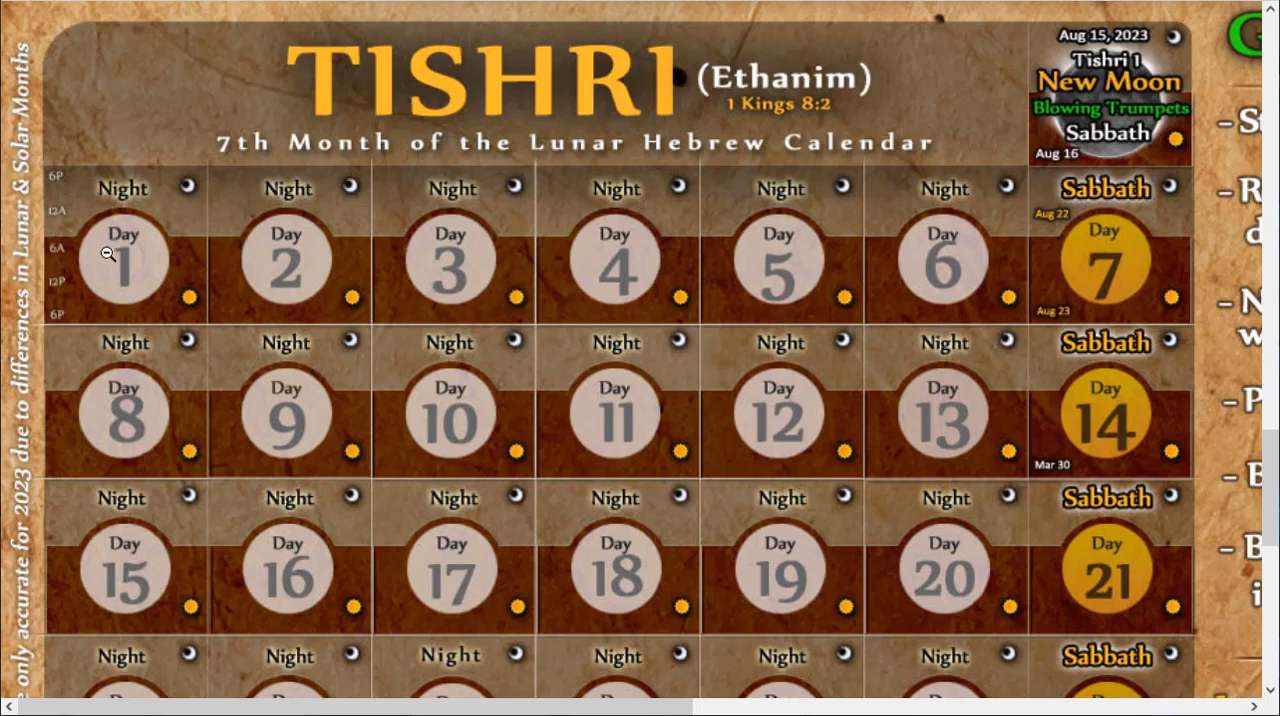 TISHRI (Ethanim)
1 Kings 8:2
7th Month of the Lunar Hebrew Calendar
Aug 15, 2023
Tishri 1
New Moon
Blowing Trumpets
Sabbath
Aug 16
G
- S
- R
d
- N
w
- P
- B
- B
i
only accurate for 2023 due to differences in Lunar & Solar Months
6P
12A
6A
12P
6P
Night Night Night Night Night Night Sabbath
Aug 22
Day Day Day Day Day Day Day
1 2 3 4 5 6 7
Aug 23
Night Night Night Night Night Night Sabbath
Day Day Day Day Day Day Day
8 9 10 11 12 13 14
Mar 30
Night Night Night Night Night Night Sabbath
Day Day Day Day Day Day Day
15 16 17 18 19 20 21
Night Night Night Night Night Night Sabbath